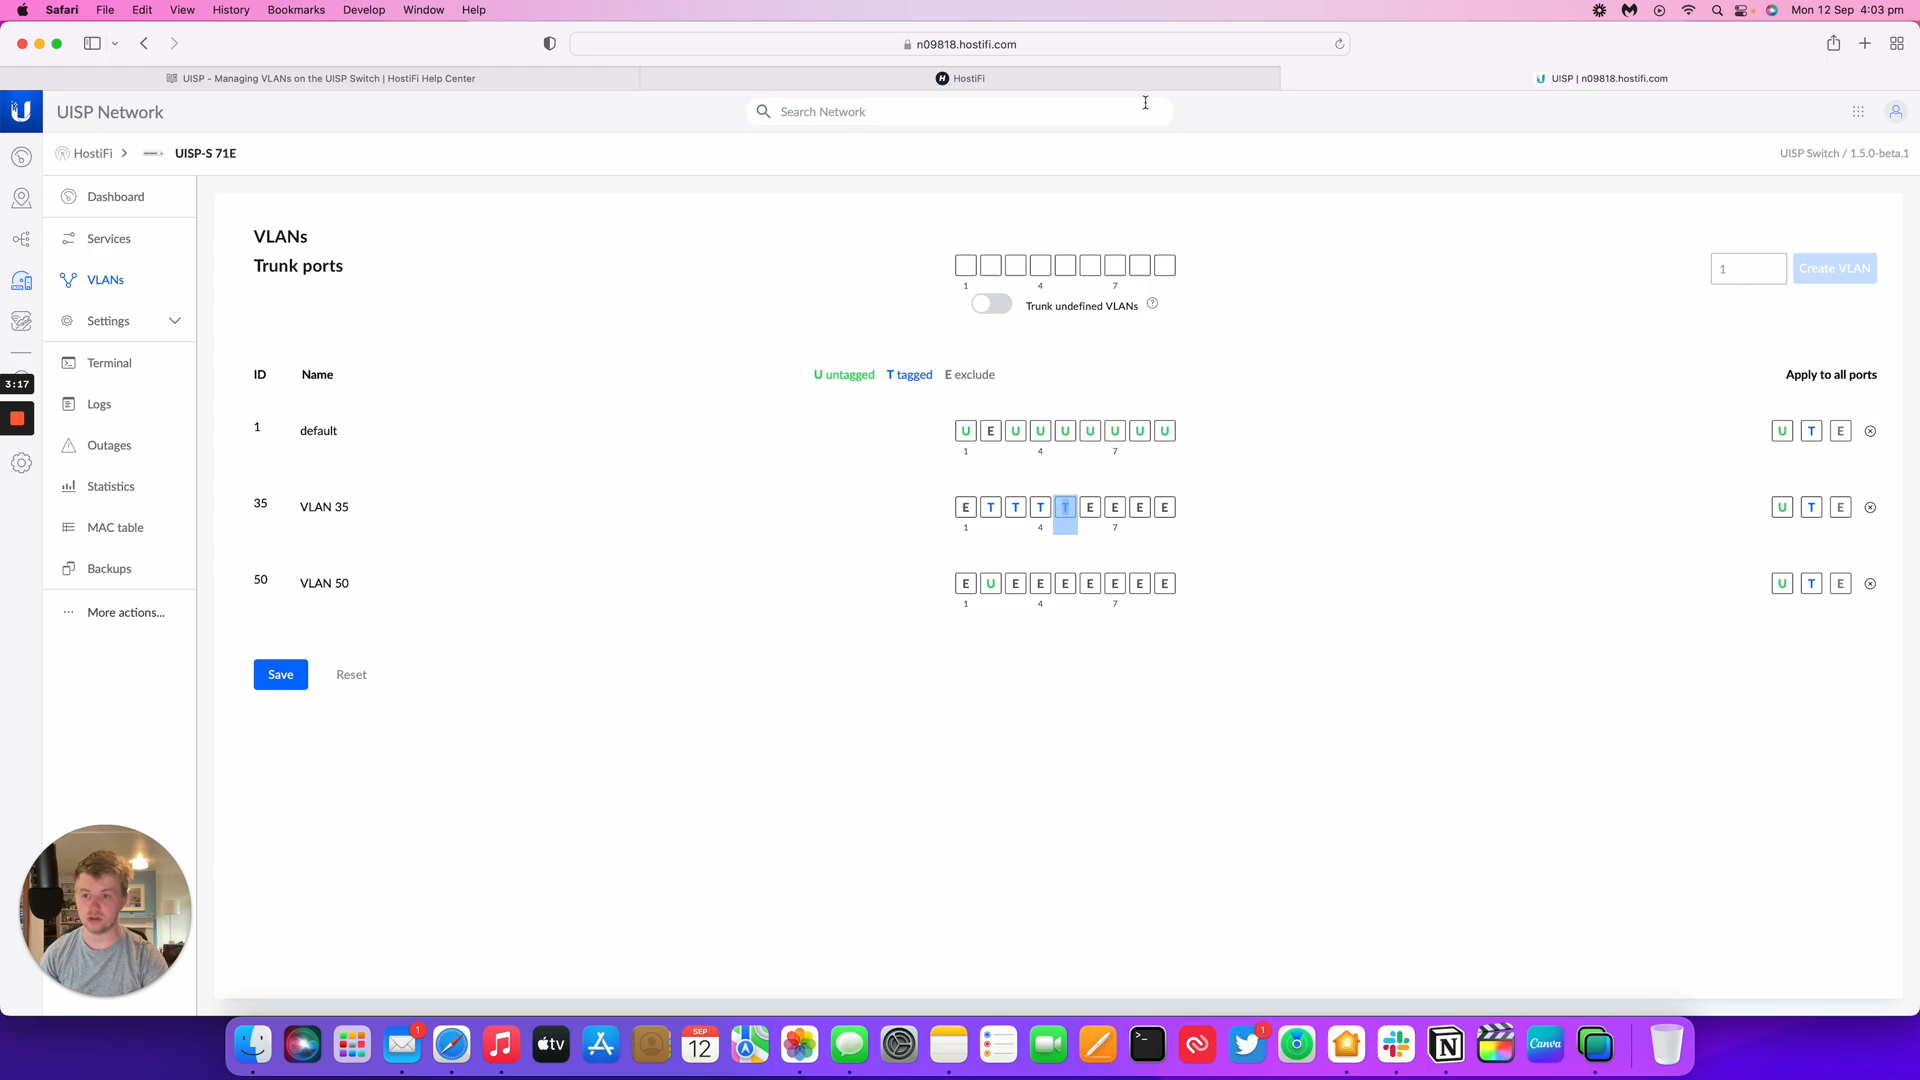 Safari File Edit View History Bookmarks Develop Window Help Mon 12 Sep 4:03 pm
n09818.hostifi.com
UISP - Managing VLANs on the UISP Switch | HostiFi Help Center
HostiFi
UISP | n09818.hostifi.com
UISP Network
Search Network
HostiFi
UISP-S 71E
UISP Switch / 1.5.0-beta.1
Dashboard
Services
VLANs
Settings
Terminal
Logs
Outages
Statistics
MAC table
Backups
More actions...
3:17
VLANs
Trunk ports
1 4 7
Trunk undefined VLANs
1
Create VLAN
ID Name U untagged T tagged E exclude Apply to all ports
1 default U E U U U U U U U U T E
1 4 7
35 VLAN 35 E T T T T E E E E U T E
1 4 7
50 VLAN 50 E U E E E E E E E U T E
1 4 7
Save Reset
1
tv
SEP
12
1
Canva